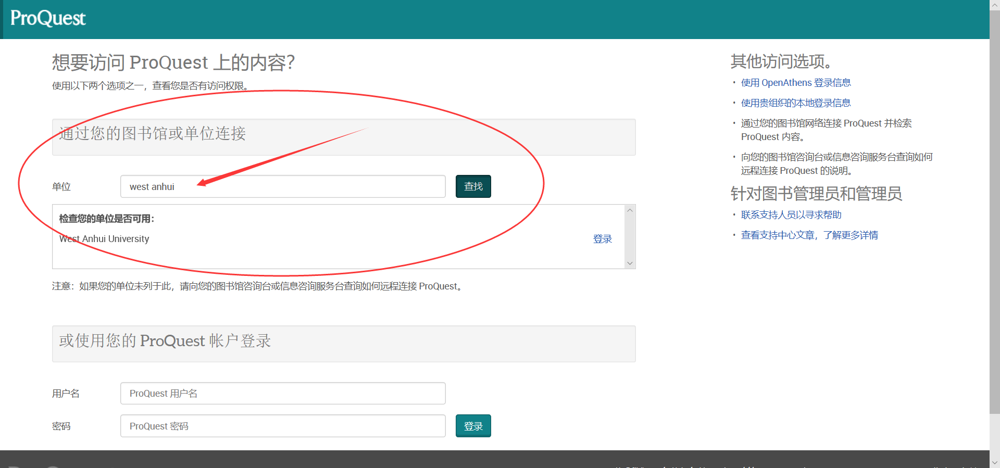 ProQuest
想要访问 ProQuest 上的内容?
使用以下两个选项之一，查看您是否有访问权限。
通过您的图书馆或单位连接
单位
west anhui
查找
检查您的单位是否可用：
West Anhui University
登录
注意：如果您的单位未列于此，请向您的图书馆咨询台或信息咨询服务台查询如何远程连接 ProQuest。
或使用您的 ProQuest 帐户登录
用户名
ProQuest 用户名
密码
ProQuest 密码
登录
其他访问选项。
使用 OpenAthens 登录信息
使用贵组织的本地登录信息
通过您的图书馆网络连接 ProQuest 并检索
ProQuest 内容。
向您的图书馆咨询台或信息咨询服务台查询如何
远程连接 ProQuest 的说明。
针对图书管理员和管理员
联系支持人员以寻求帮助
查看支持中心文章，了解更多详情